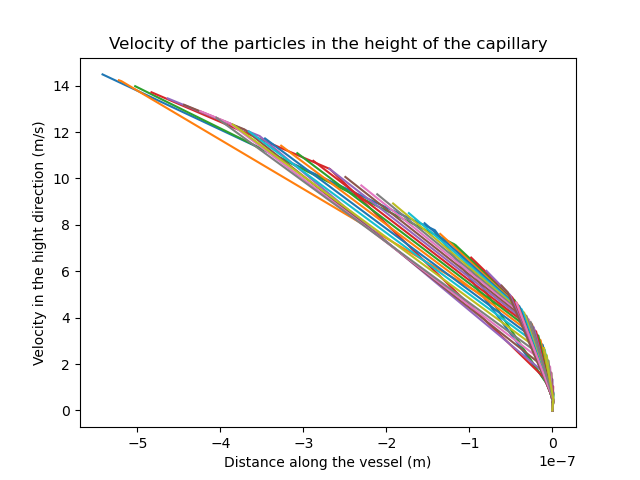 Velocity of the particles in the height of the capillary
Velocity in the hight direction (m/s)
14
12
10
8
6
4
2
0
−5 −4 −3 −2 −1 0
1e−7
Distance along the vessel (m)